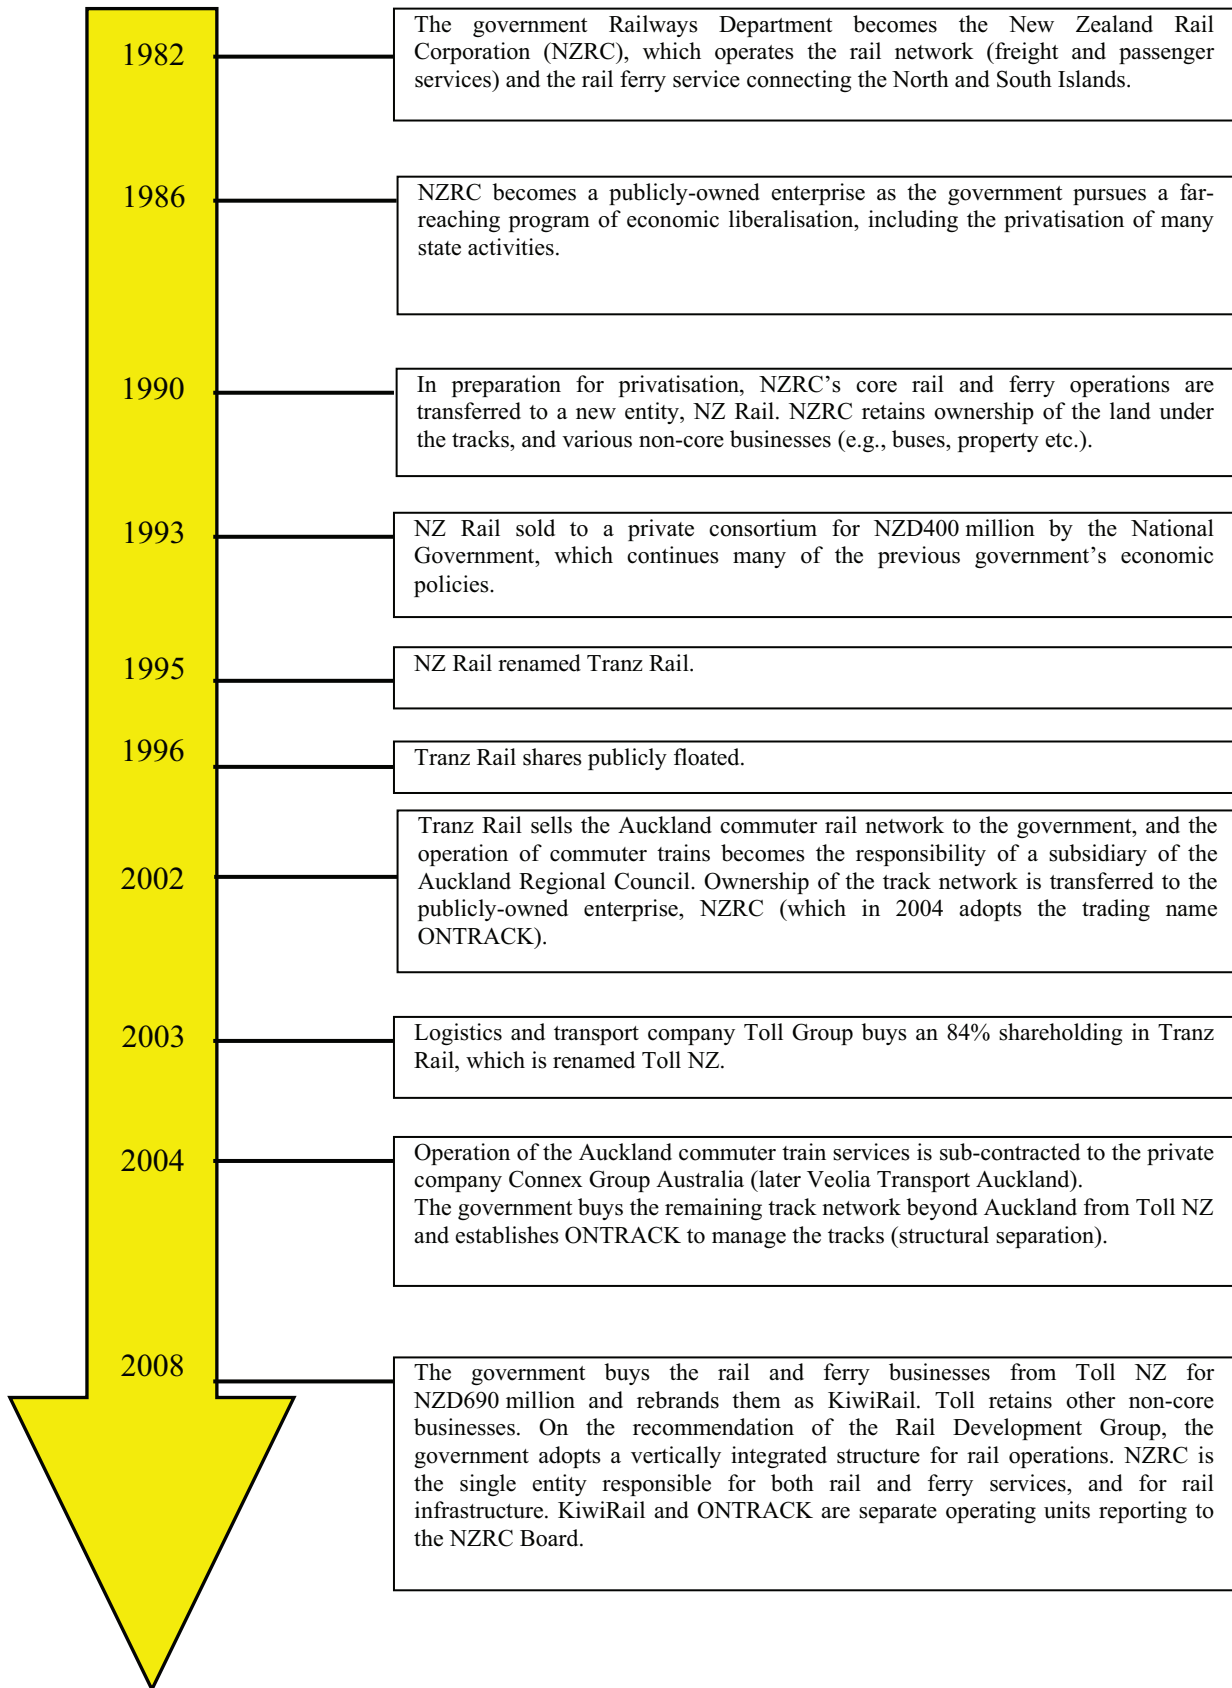 1982
The government Railways Department becomes the New Zealand Rail
Corporation (NZRC), which operates the rail network (freight and passenger
services) and the rail ferry service connecting the North and South Islands.
1986
NZRC becomes a publicly-owned enterprise as the government pursues a far-
reaching program of economic liberalisation, including the privatisation of many
state activities.
1990
In preparation for privatisation, NZRC’s core rail and ferry operations are
transferred to a new entity, NZ Rail. NZRC retains ownership of the land under
the tracks, and various non-core businesses (e.g., buses, property etc.).
1993
NZ Rail sold to a private consortium for NZD400 million by the National
Government, which continues many of the previous government’s economic
policies.
1995
NZ Rail renamed Tranz Rail.
1996
Tranz Rail shares publicly floated.
2002
Tranz Rail sells the Auckland commuter rail network to the government, and the
operation of commuter trains becomes the responsibility of a subsidiary of the
Auckland Regional Council. Ownership of the track network is transferred to the
publicly-owned enterprise, NZRC (which in 2004 adopts the trading name
ONTRACK).
2003
Logistics and transport company Toll Group buys an 84% shareholding in Tranz
Rail, which is renamed Toll NZ.
2004
Operation of the Auckland commuter train services is sub-contracted to the private
company Connex Group Australia (later Veolia Transport Auckland).
The government buys the remaining track network beyond Auckland from Toll NZ
and establishes ONTRACK to manage the tracks (structural separation).
2008
The government buys the rail and ferry businesses from Toll NZ for
NZD690 million and rebrands them as KiwiRail. Toll retains other non-core
businesses. On the recommendation of the Rail Development Group, the
government adopts a vertically integrated structure for rail operations. NZRC is
the single entity responsible for both rail and ferry services, and for rail
infrastructure. KiwiRail and ONTRACK are separate operating units reporting to
the NZRC Board.